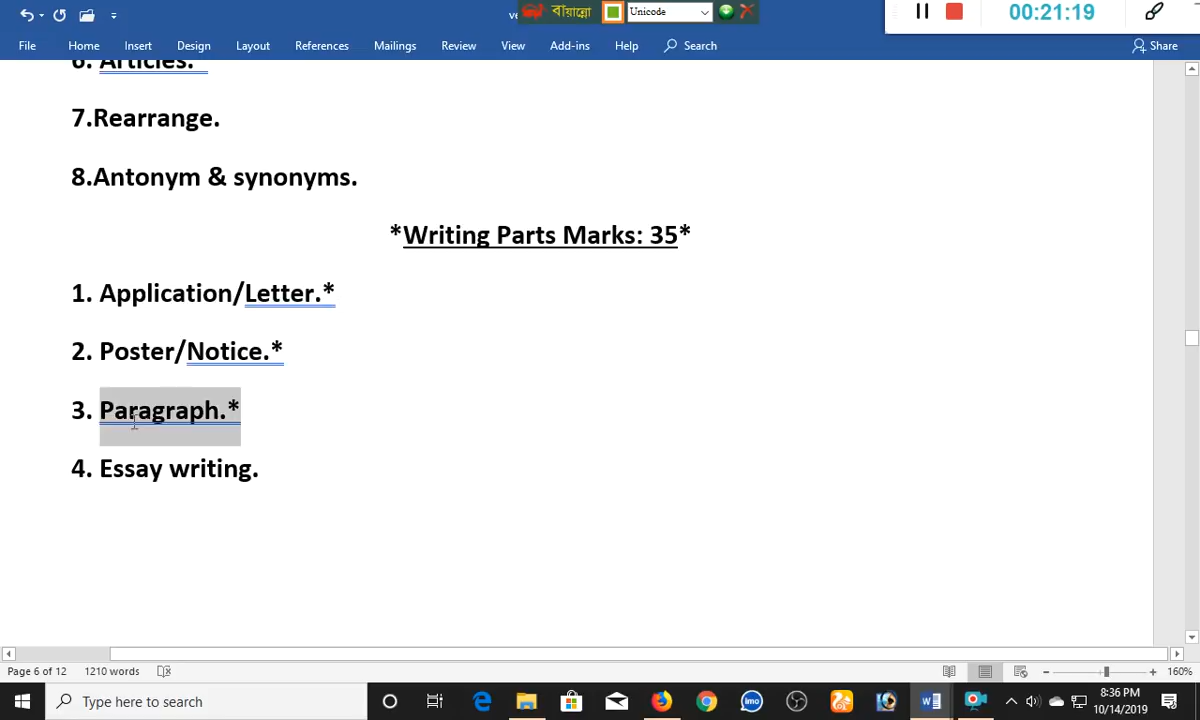 ve
বায়ান্নো
Unicode
00:21:19
File Home Insert Design Layout References Mailings Review View Add-ins Help Search Share
6. Articles.
7.Rearrange.
8.Antonym & synonyms.
*Writing Parts Marks: 35*
1. Application/Letter.*
2. Poster/Notice.*
3. Paragraph.*
4. Essay writing.
Page 6 of 12 1210 words 160%
Type here to search
imo
8:36 PM
10/14/2019